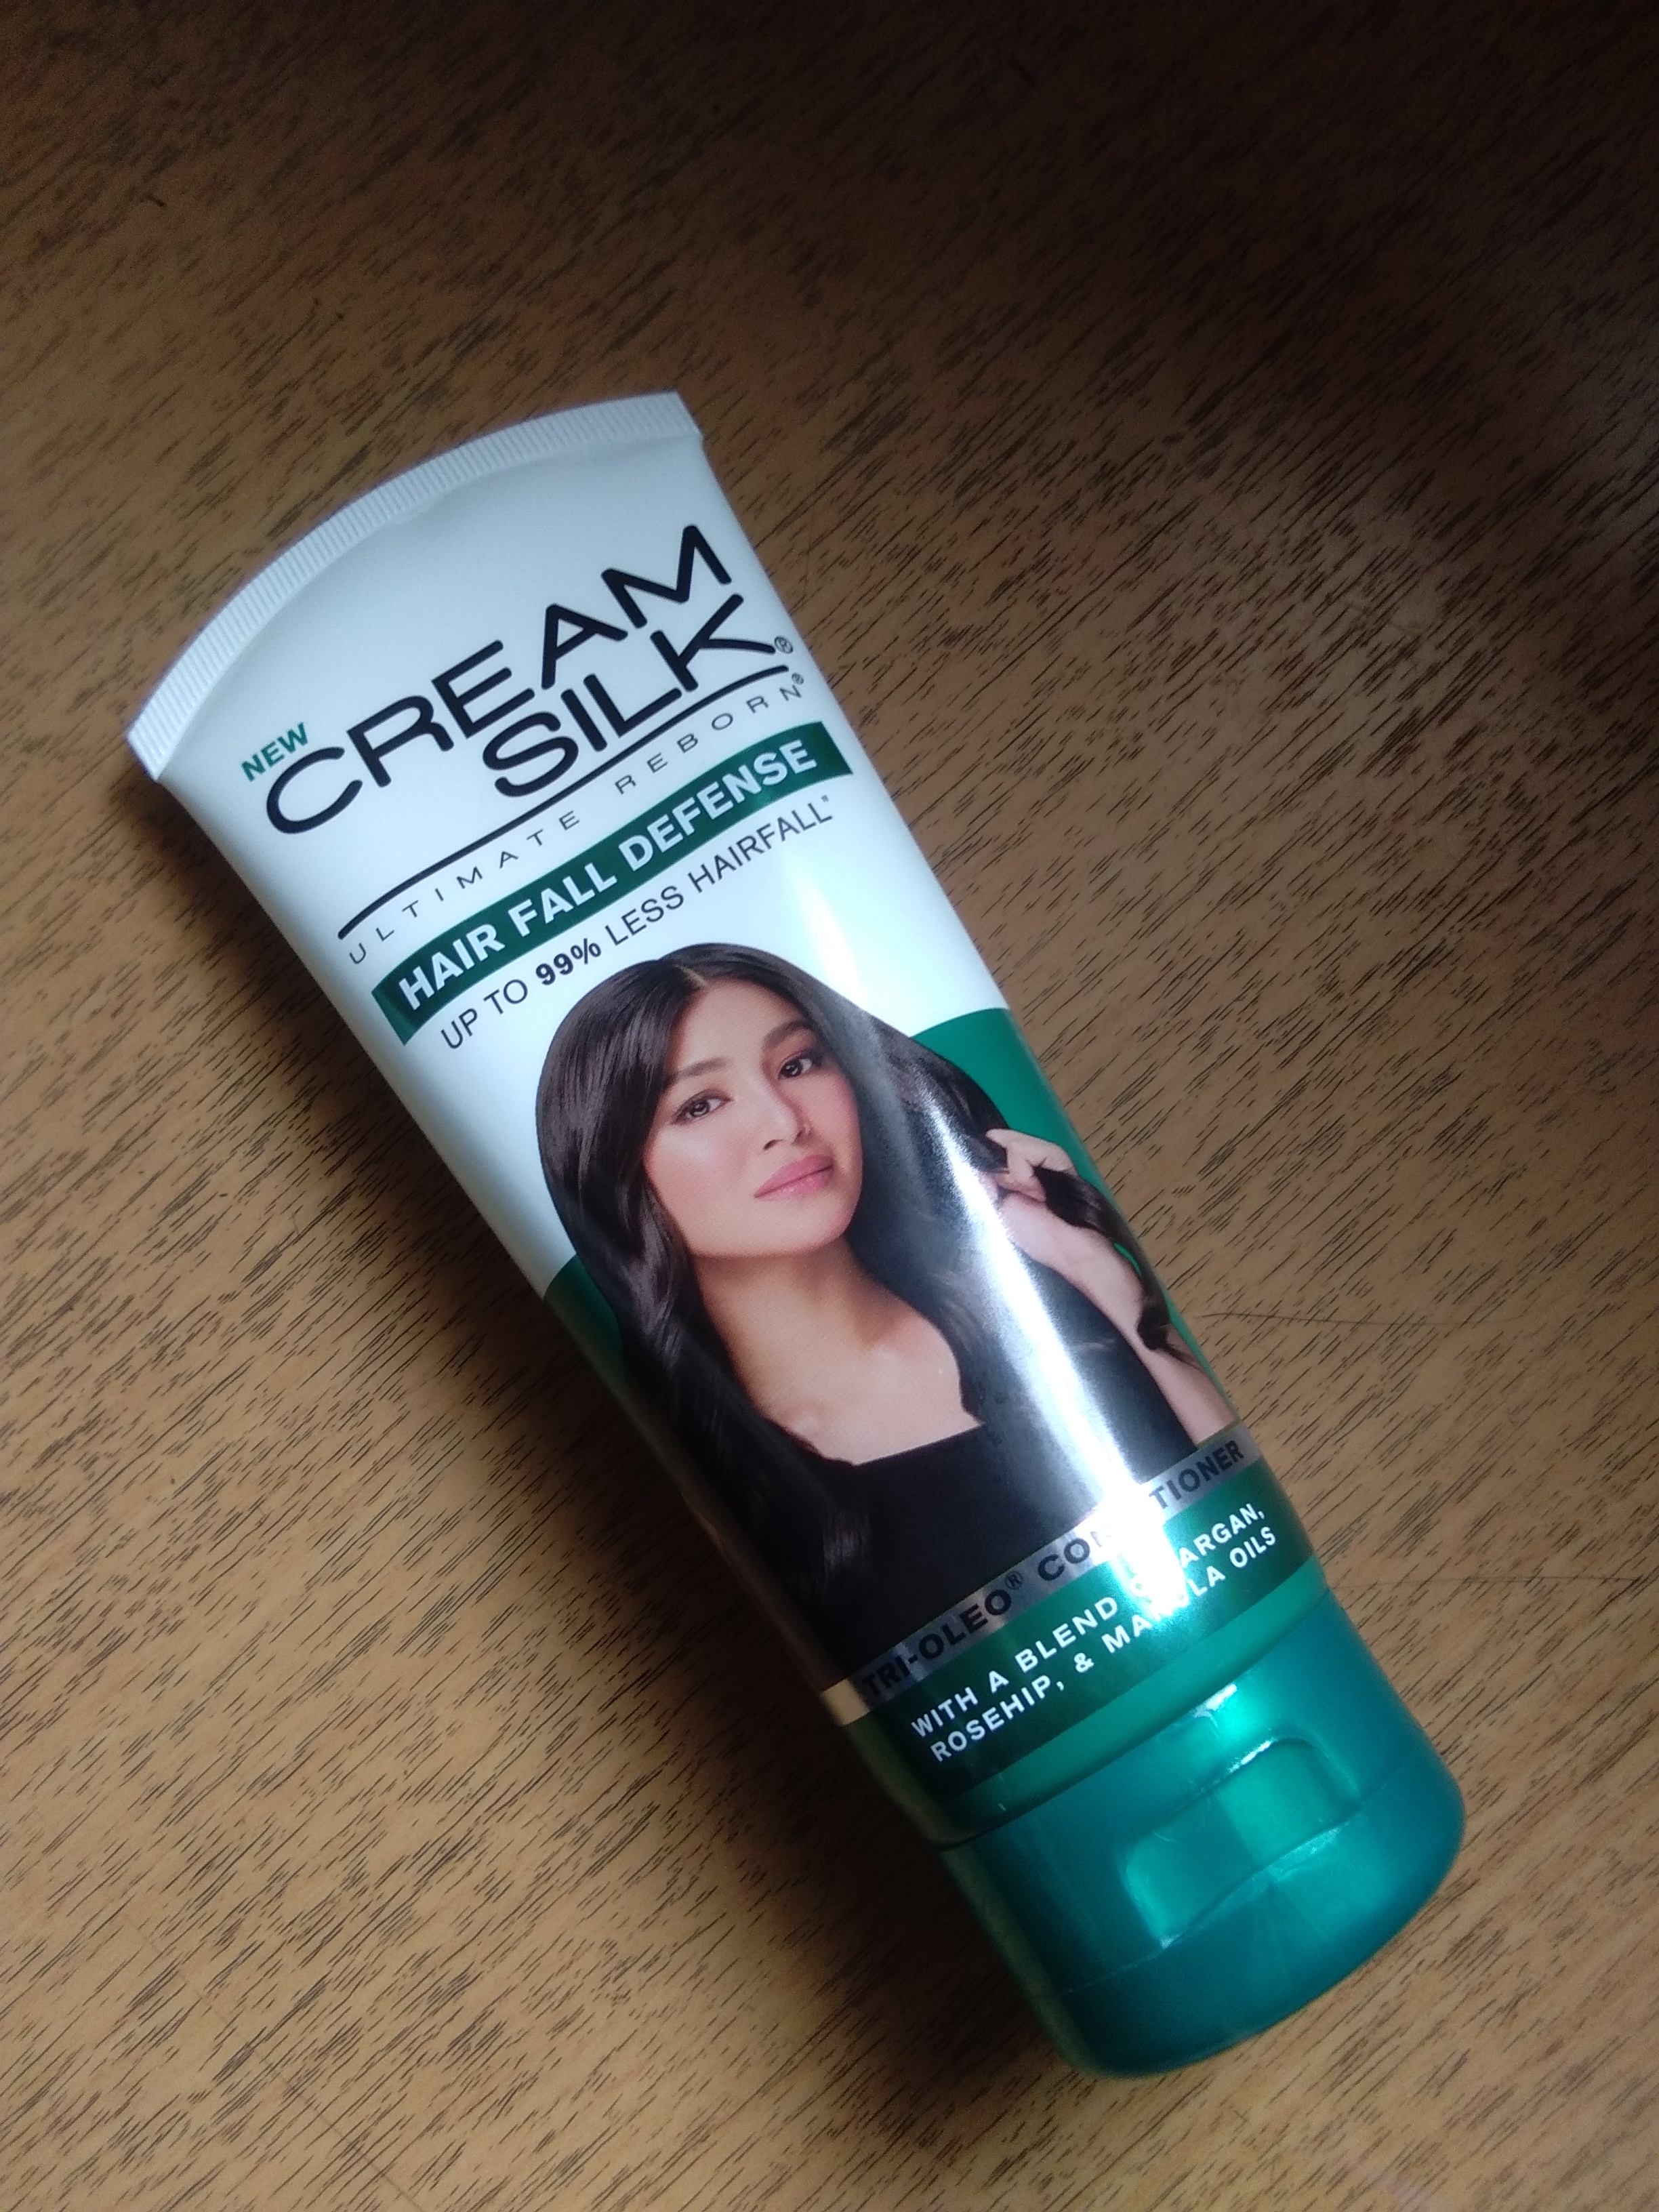 NEW
CREAM
SILK®
ULTIMATE REBORN®
HAIR FALL DEFENSE
UP TO 99% LESS HAIRFALL*
TRI-OLEO®
WITH A BLEND ARGAN,
ROSEHIP, & OILS